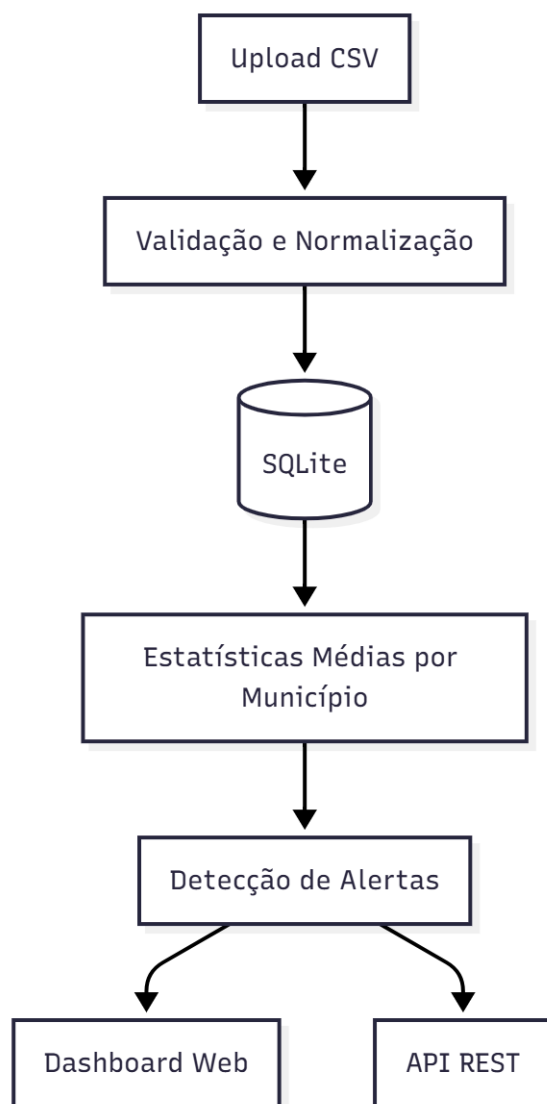 Upload CSV
Validação e Normalização
SQLite
Estatísticas Médias por
Município
Detecção de Alertas
Dashboard Web
API REST